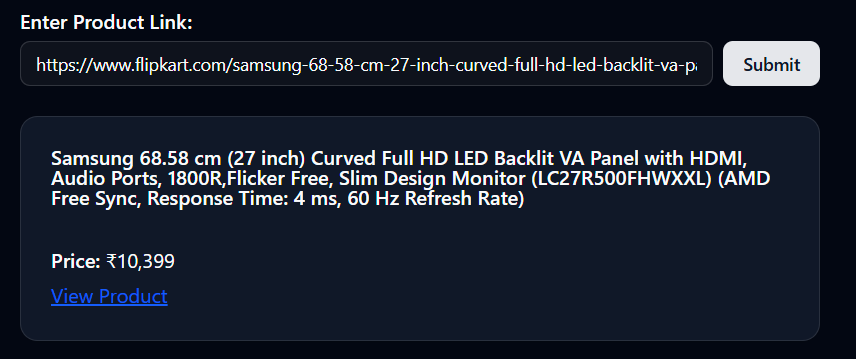 Enter Product Link:
https://www.flipkart.com/samsung-68-58-cm-27-inch-curved-full-hd-led-backlit-va-pa
Submit
Samsung 68.58 cm (27 inch) Curved Full HD LED Backlit VA Panel with HDMI,
Audio Ports, 1800R,Flicker Free, Slim Design Monitor (LC27R500FHWXXL) (AMD
Free Sync, Response Time: 4 ms, 60 Hz Refresh Rate)
Price: ₹10,399
View Product